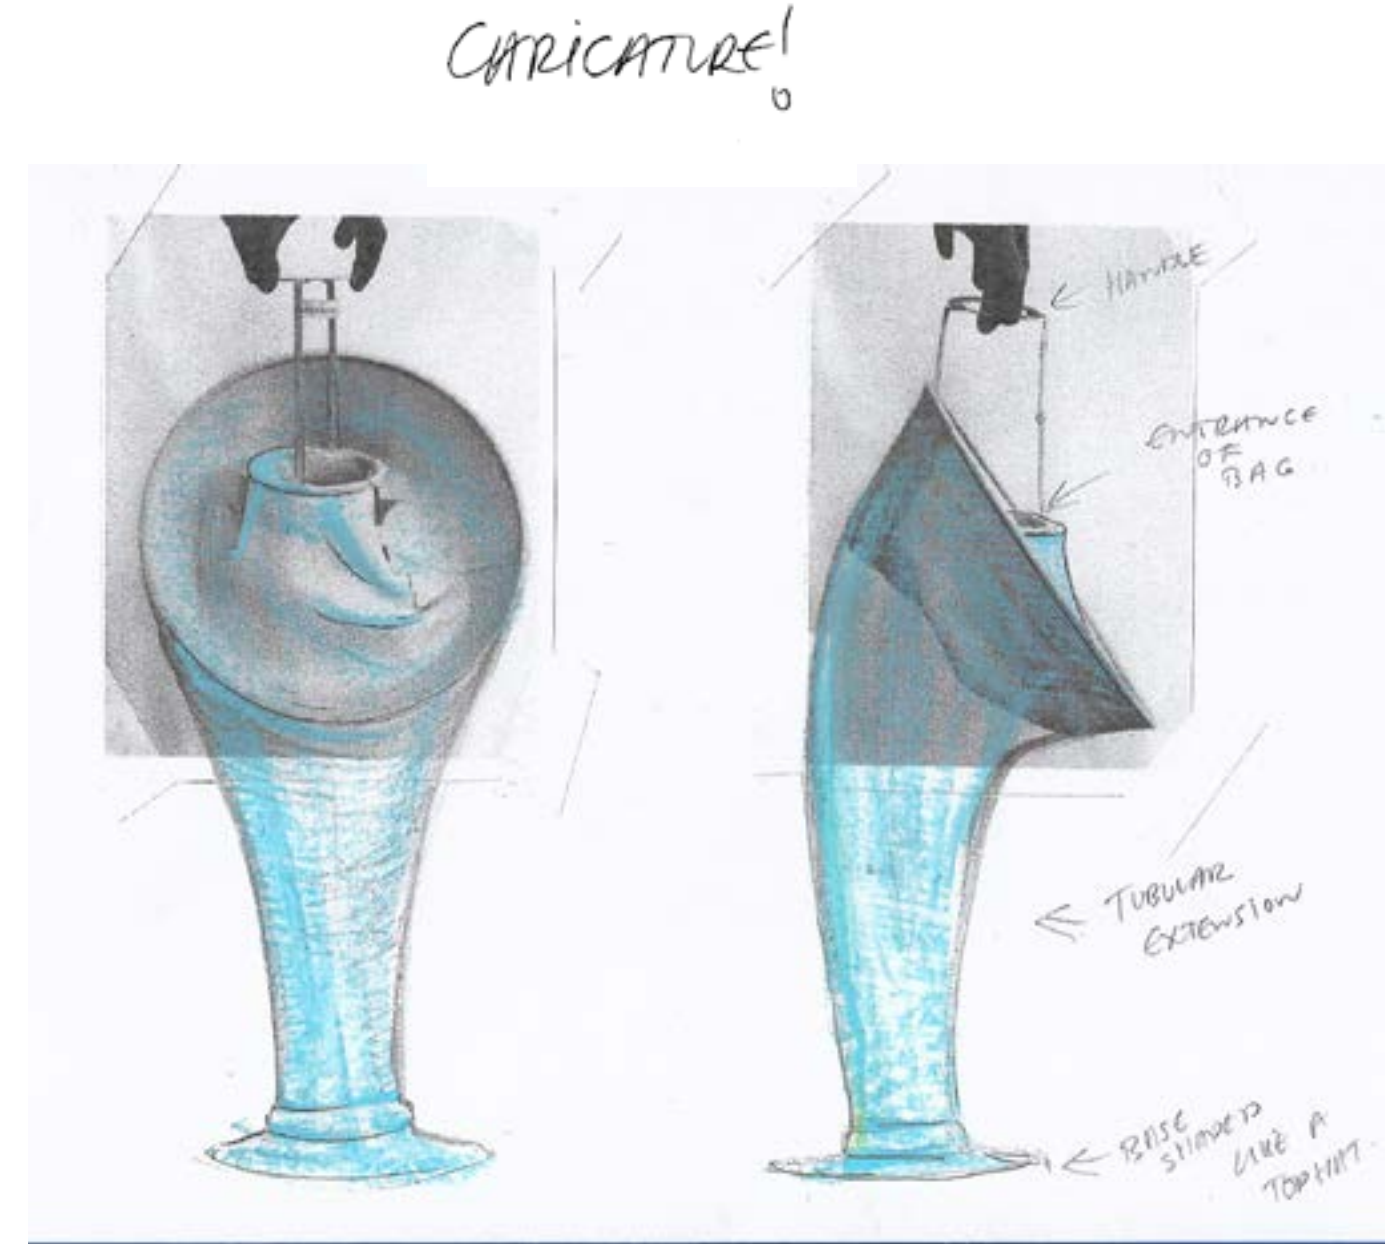 CARICATURE!
HANDLE
ENTRANCE
OF
BAG
TUBULAR
EXTENSION
BASE
SHAPED
LIKE A
TOPHAT.